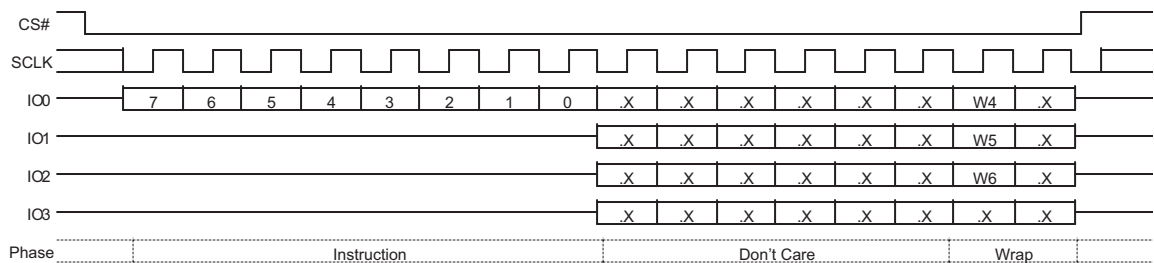 CS#
SCLK
IO0 7 6 5 4 3 2 1 0 .X .X .X .X .X .X W4 .X
IO1 .X .X .X .X .X .X W5 .X
IO2 .X .X .X .X .X .X W6 .X
IO3 .X .X .X .X .X .X .X .X
Phase Instruction Don't Care Wrap